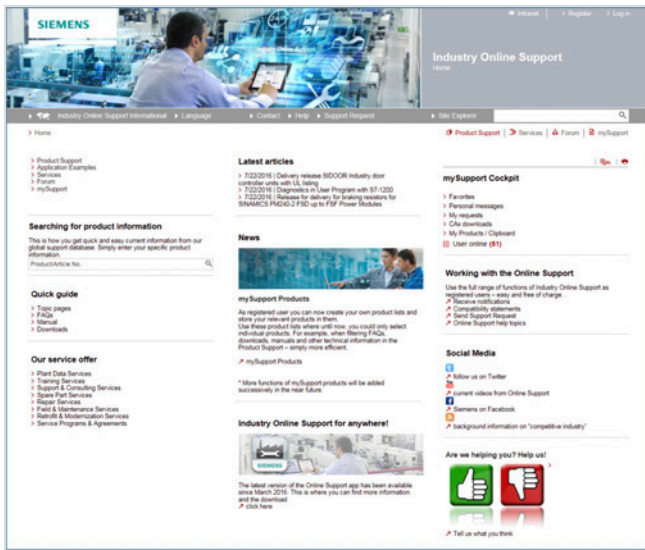 SIEMENS
Intranet
Register
Log in
Industry Online Support
Home
Industry Online Support International
Language
Contact
Help
Support Request
Site Explorer
Home
Product Support
Services
Forum
mySupport
Product Support
Application Examples
Services
Forum
mySupport
Searching for product information
This is how you get quick and easy current information from our
global support database. Simply enter your specific product
information.
Product/Article No.
Quick guide
Topic pages
FAQs
Manual
Downloads
Our service offer
Plant Data Services
Training Services
Support & Consulting Services
Spare Part Services
Repair Services
Field & Maintenance Services
Retrofit & Modernization Services
Service Programs & Agreements
Latest articles
7/22/2016 | Delivery release SIDOOR Industry door
controller units with UL listing
7/22/2016 | Diagnostics in User Program with S7-1200
7/22/2016 | Release for delivery for braking resistors for
SINAMICS PM240-2 FSD up to FSF Power Modules
News
mySupport Products
As registered user you can now create your own product lists and
store your relevant products in them.
Use these product lists where until now, you could only select
individual products. For example, when filtering FAQs,
downloads, manuals and other technical information in the
Product Support – simply more efficient.
mySupport Products
* More functions of mySupport products will be added
successively in the near future.
Industry Online Support for anywhere!
SIEMENS
The latest version of the Online Support app has been available
since March 2016. This is where you can find more information
and the download
click here
mySupport Cockpit
Favorites
Personal messages
My requests
CAx downloads
My Products / Clipboard
User online (51)
Working with the Online Support
Use the full range of functions of Industry Online Support as
registered users – easy and free of charge.
Receive notifications
Compatibility statements
Send Support Request
Online Support help topics
Social Media
follow us on Twitter
current videos from Online Support
Siemens on Facebook
background information on "competitive industry"
Are we helping you? Help us!
Tell us what you think